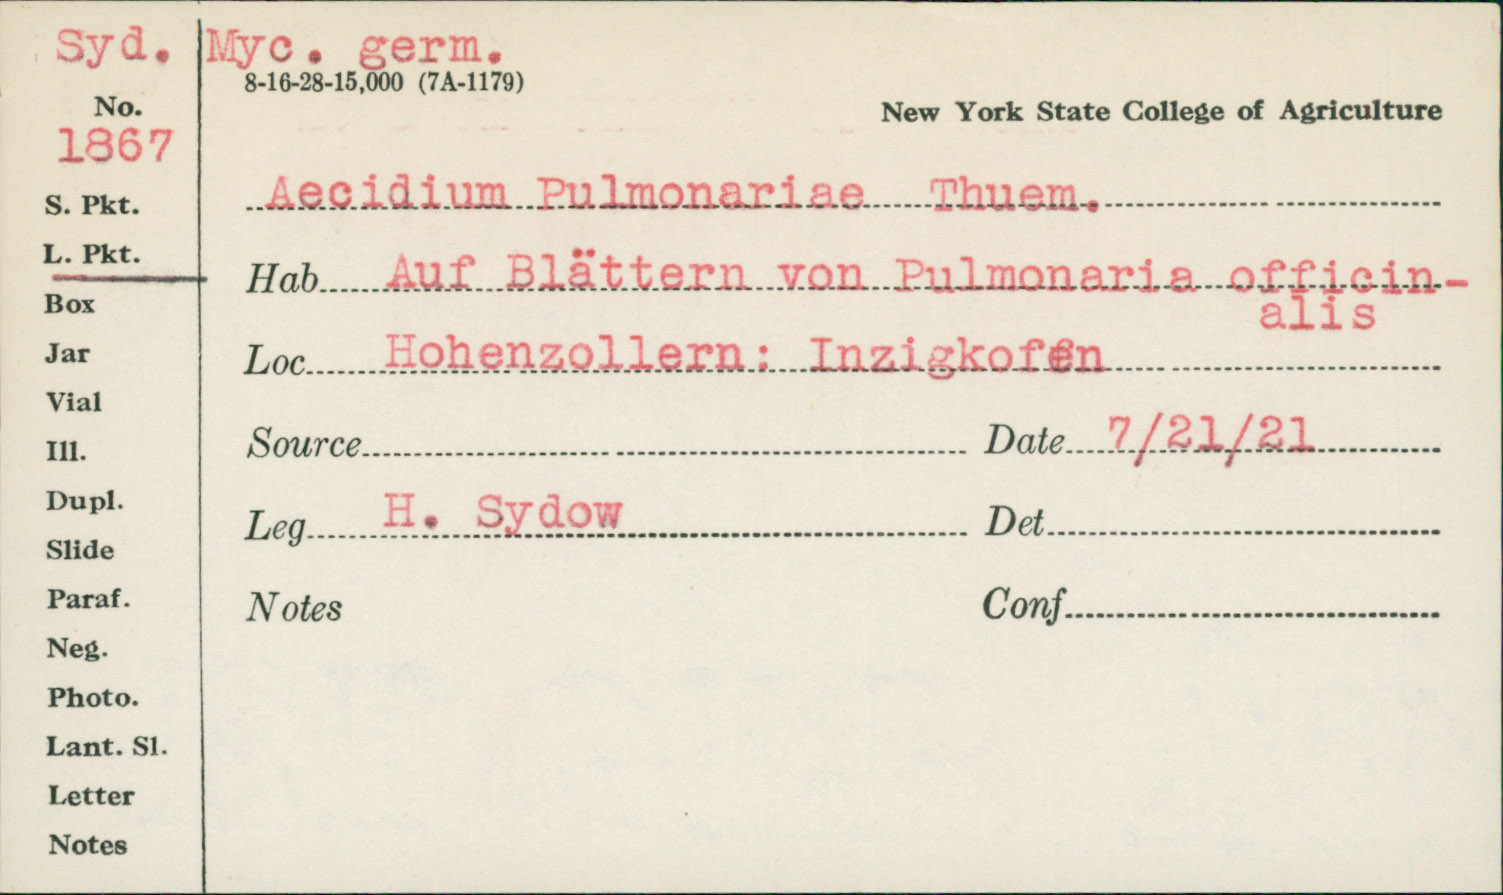 Syd. Myc. germ.
8-16-28-15,000 (7A-1179)
No.
New York State College of Agriculture
1867
Aecidium Pulmonariae Thuem.
S. Pkt.
L. Pkt.
Hab. Auf Blättern von Pulmonaria officin-
alis
Box
Jar
Loc. Hohenzollern: Inzigkofen
Vial
Ill.
Source Date 7/21/21
Dupl.
Leg H. Sydow Det
Slide
Paraf.
Notes Conf
Neg.
Photo.
Lant. Sl.
Letter
Notes